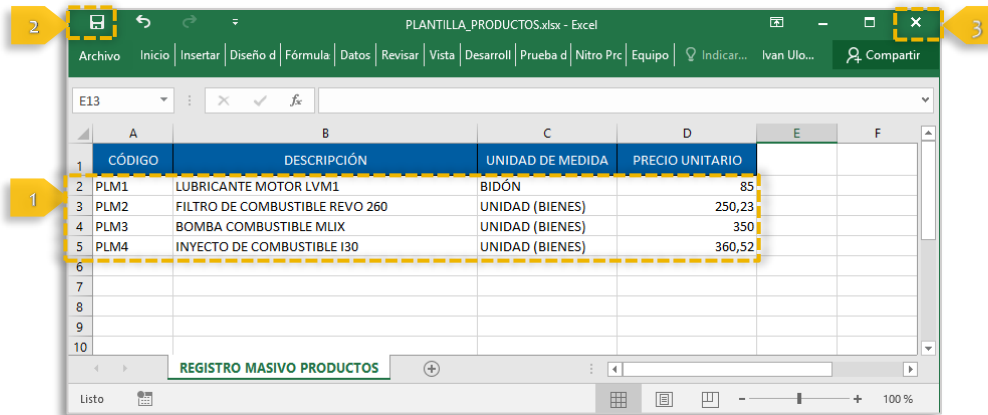 2
PLANTILLA_PRODUCTOS.xlsx - Excel
3
Archivo Inicio Insertar Diseño d Fórmula Datos Revisar Vista Desarroll Prueba d Nitro Prc Equipo Indicar... Ivan Ulo... Compartir
E13 fx
A B C D E F
1 CÓDIGO DESCRIPCIÓN UNIDAD DE MEDIDA PRECIO UNITARIO
1
2 PLM1 LUBRICANTE MOTOR LVM1 BIDÓN 85
3 PLM2 FILTRO DE COMBUSTIBLE REVO 260 UNIDAD (BIENES) 250,23
4 PLM3 BOMBA COMBUSTIBLE MLIX UNIDAD (BIENES) 350
5 PLM4 INYECTO DE COMBUSTIBLE I30 UNIDAD (BIENES) 360,52
6
7
8
9
10
REGISTRO MASIVO PRODUCTOS
Listo 100 %